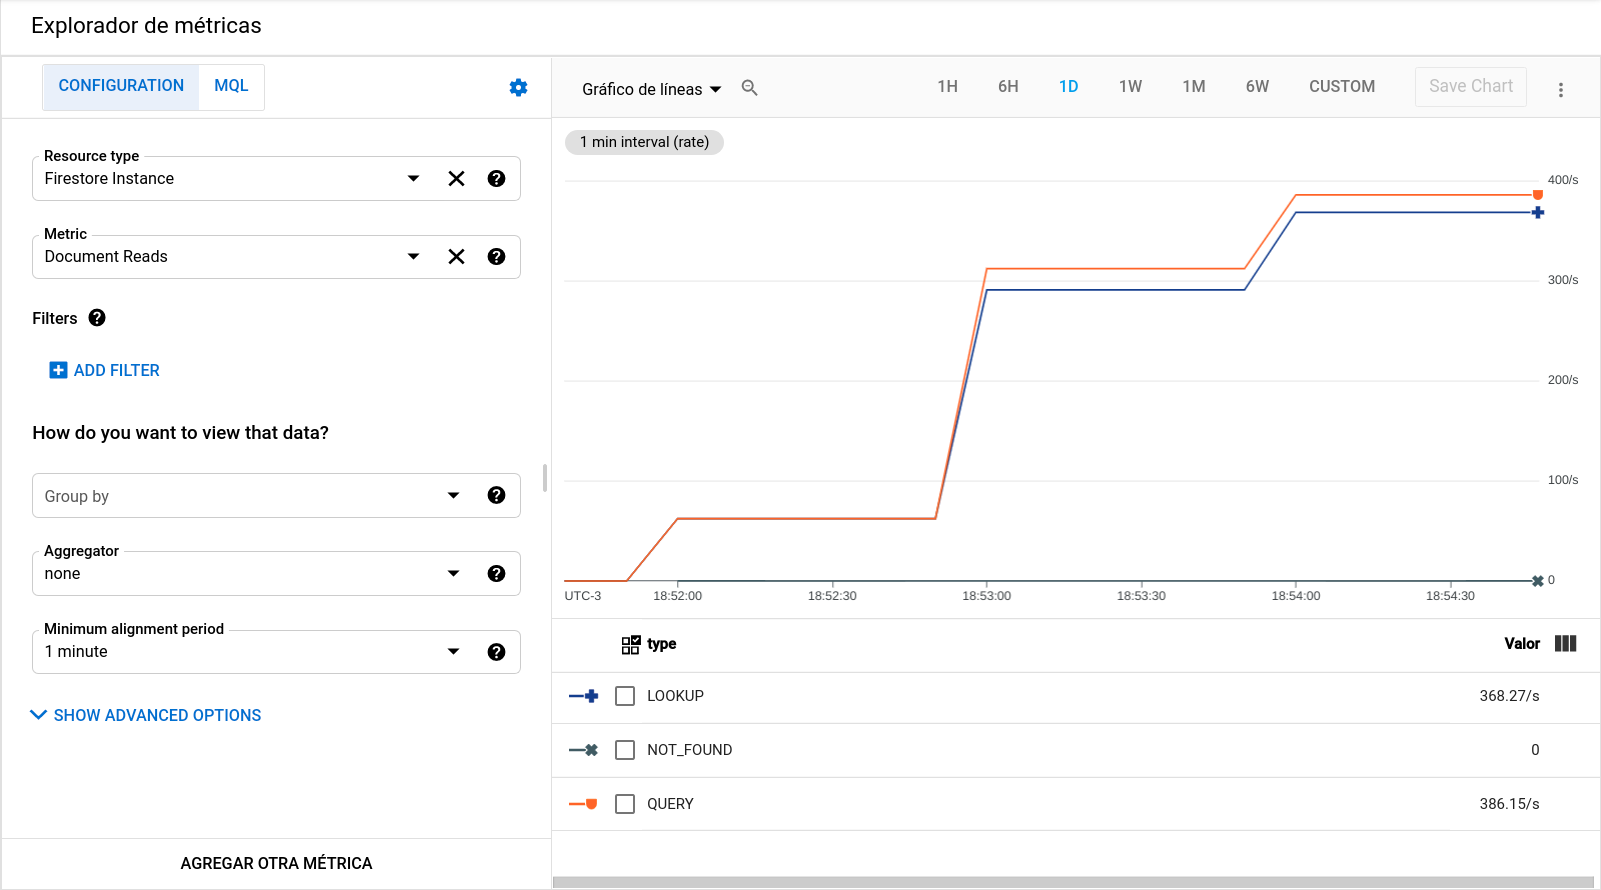 Explorador de métricas
CONFIGURATION
MQL
Resource type
Firestore Instance
Metric
Document Reads
Filters
ADD FILTER
How do you want to view that data?
Group by
Aggregator
none
Minimum alignment period
1 minute
SHOW ADVANCED OPTIONS
AGREGAR OTRA MÉTRICA
Gráfico de líneas
1H 6H 1D 1W 1M 6W CUSTOM
Save Chart
1 min interval (rate)
400/s
300/s
200/s
100/s
0
UTC-3 18:52:00 18:52:30 18:53:00 18:53:30 18:54:00 18:54:30
type Valor
LOOKUP 368.27/s
NOT_FOUND 0
QUERY 386.15/s